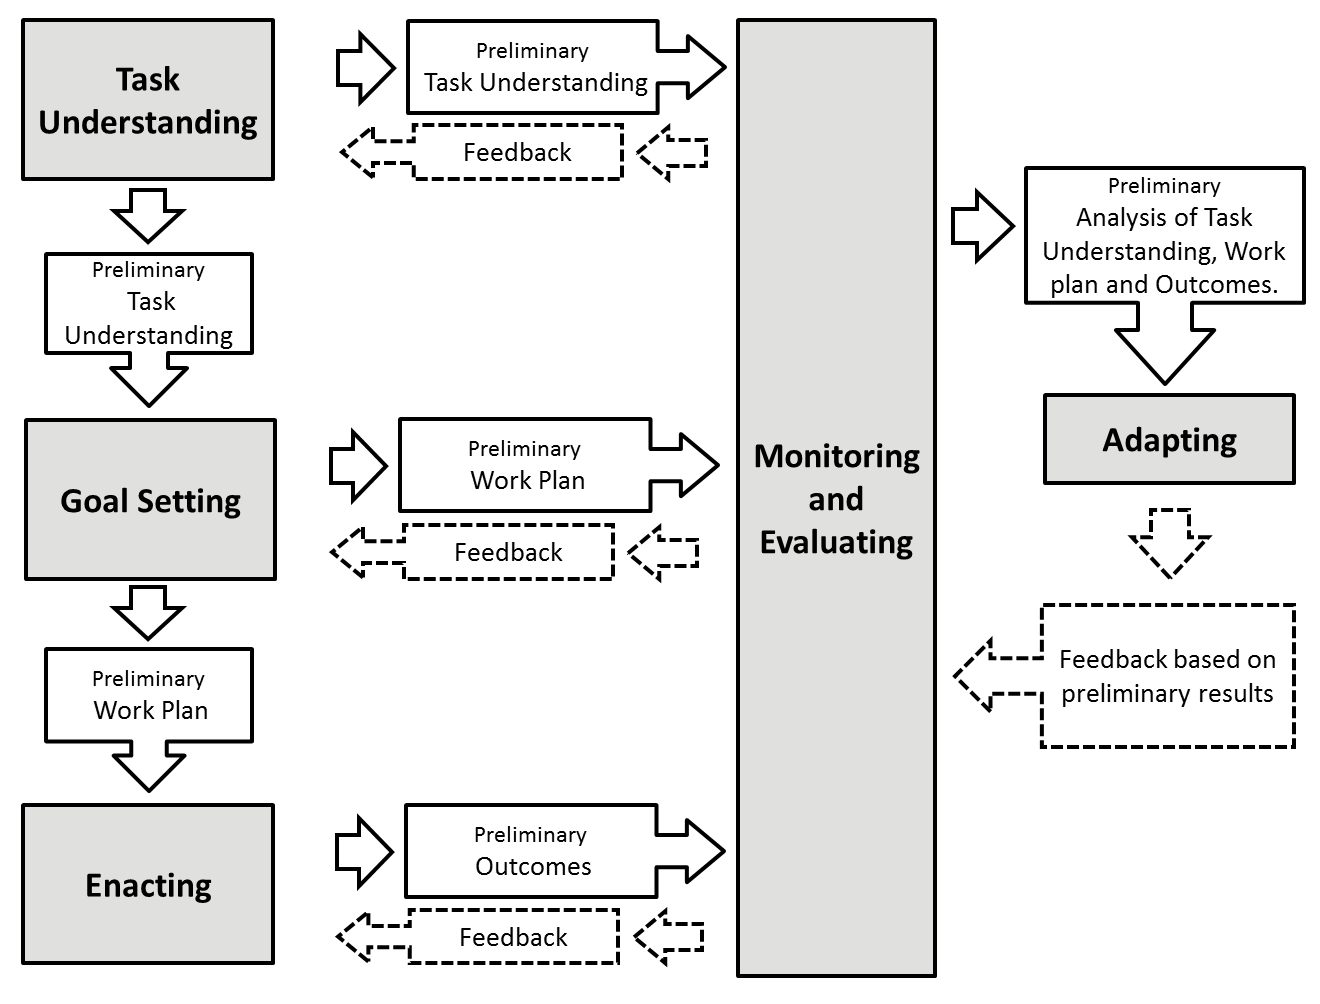 Task
Understanding
Preliminary
Task Understanding
Feedback
Preliminary
Task
Understanding
Goal Setting
Preliminary
Work Plan
Feedback
Preliminary
Work Plan
Enacting
Preliminary
Outcomes
Feedback
Monitoring
and
Evaluating
Preliminary
Analysis of Task
Understanding, Work
plan and Outcomes.
Adapting
Feedback based on
preliminary results